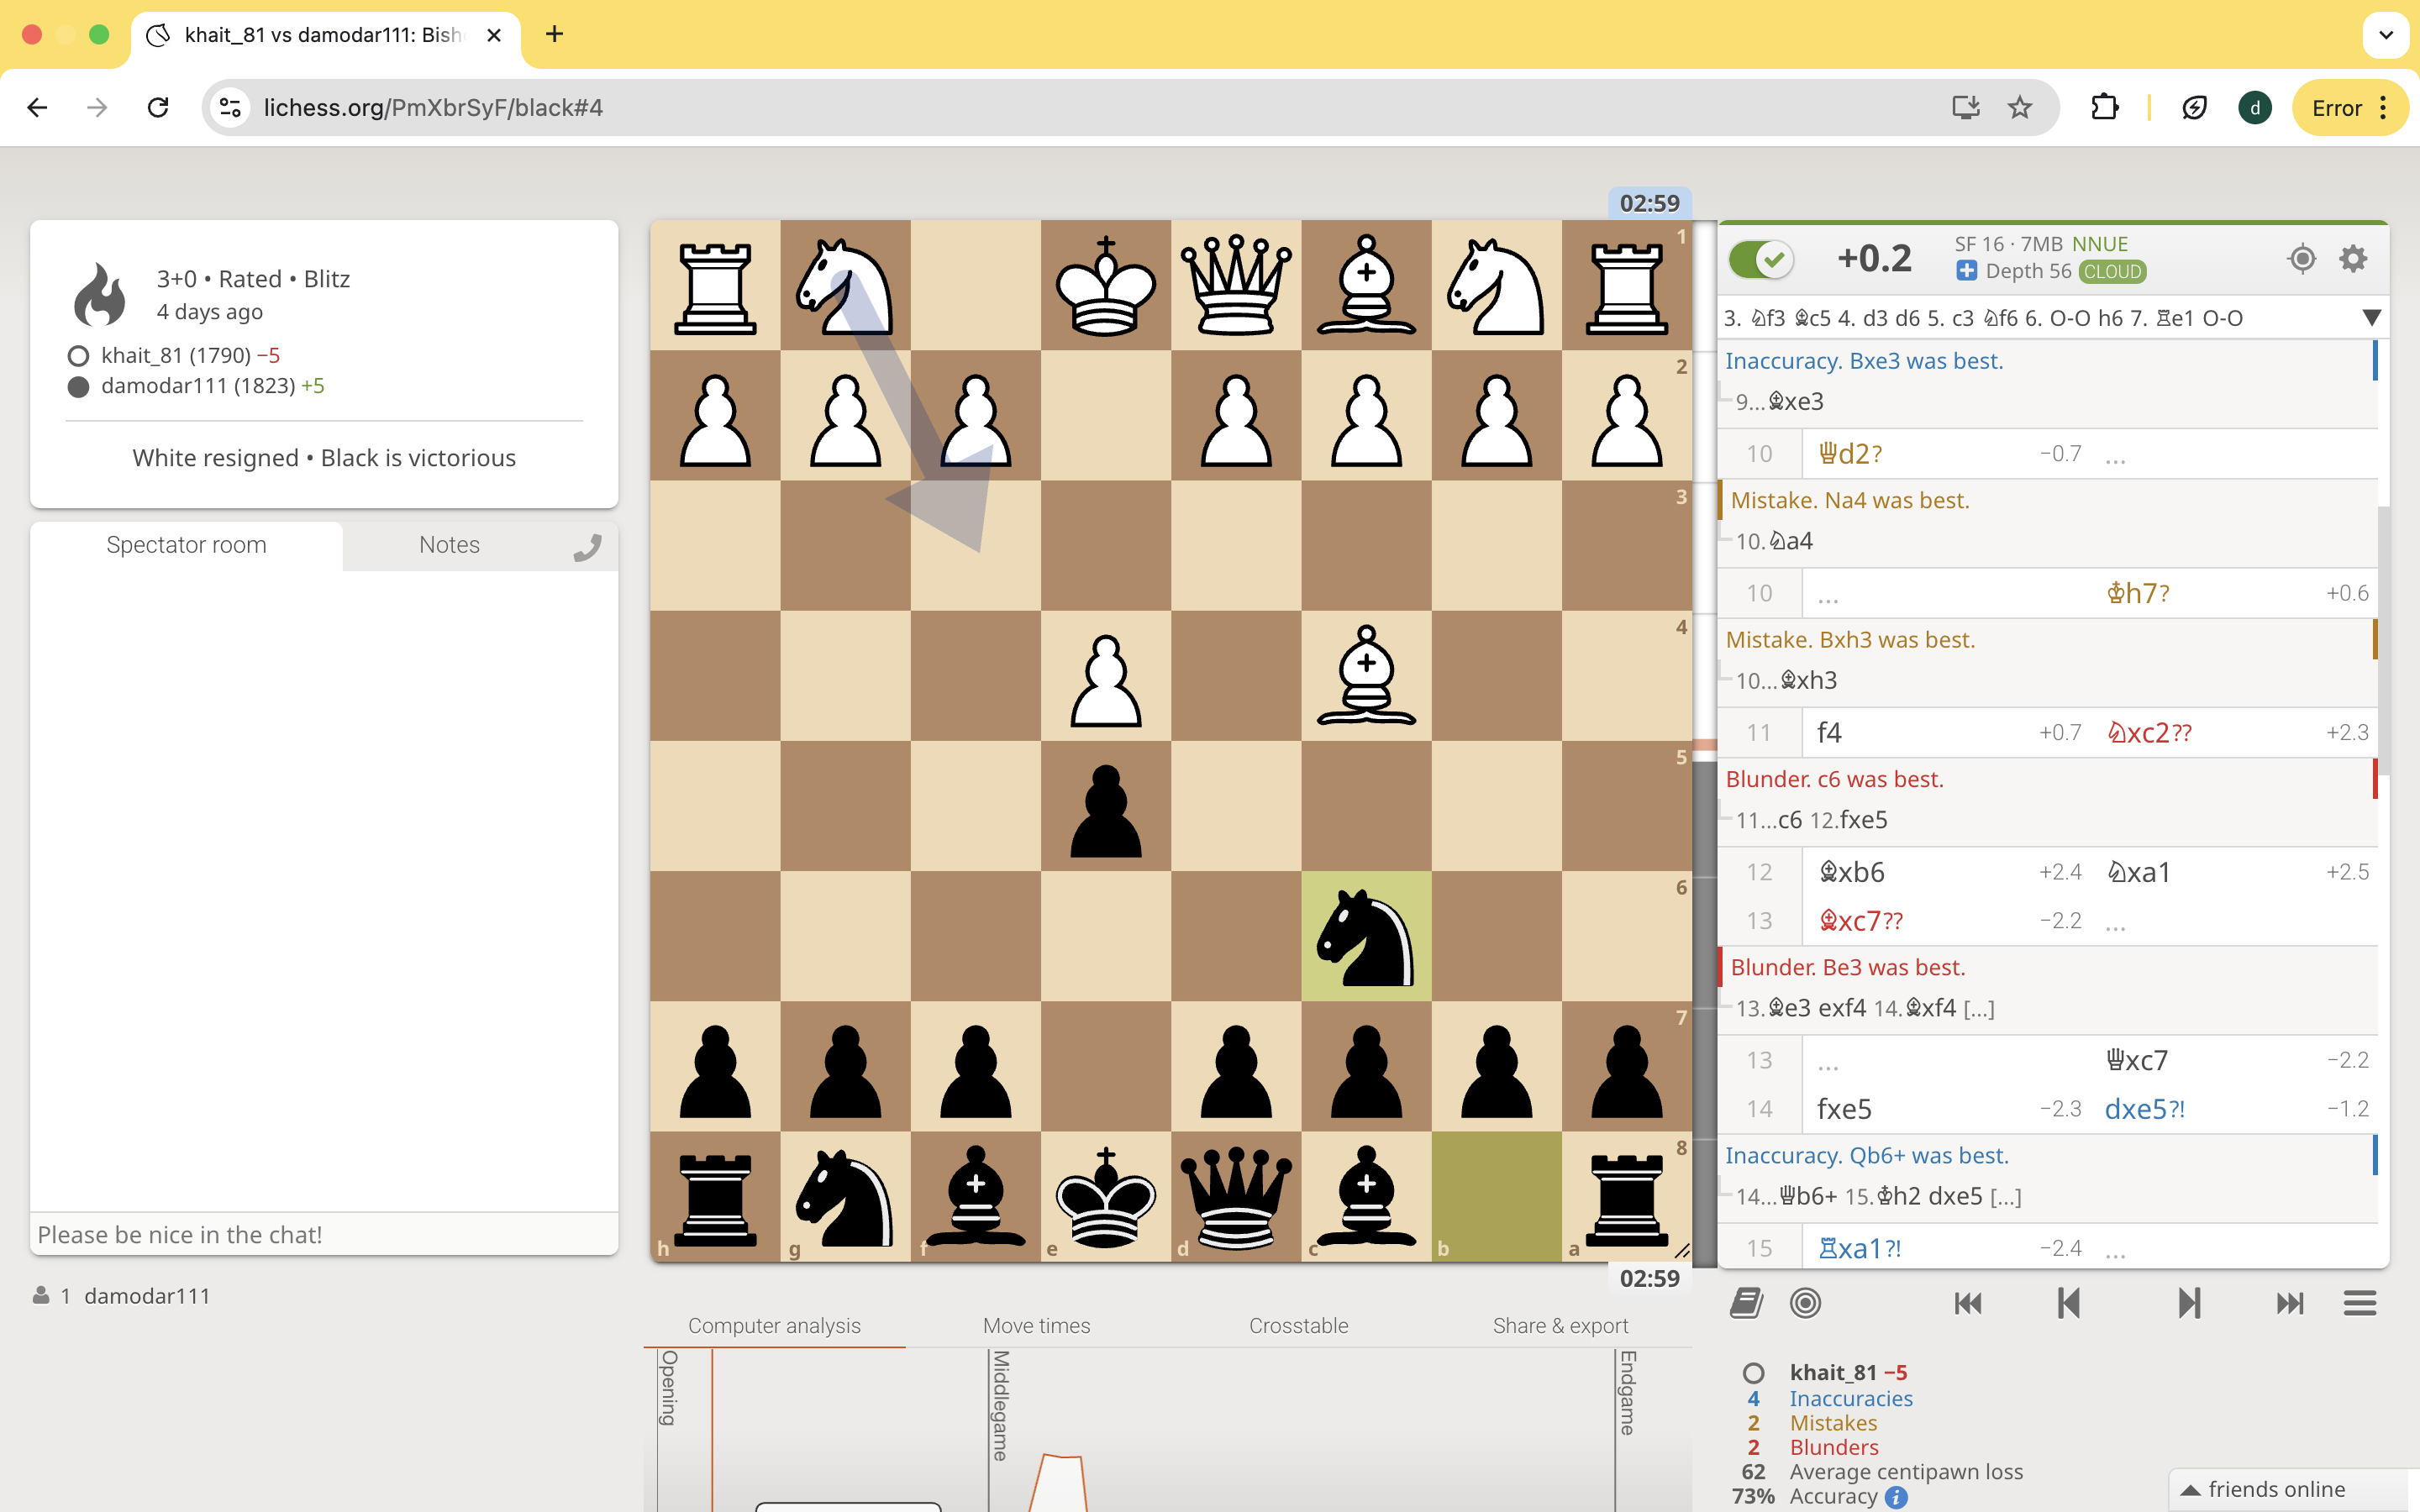 khait_81 vs damodar111: Bish
lichess.org/PmXbrSyF/black#4
d
Error
3+0 • Rated • Blitz
4 days ago
khait_81 (1790) −5
damodar111 (1823) +5
White resigned • Black is victorious
Spectator room
Notes
Please be nice in the chat!
1 damodar111
02:59
1
2
3
4
5
6
7
8
h g f e d c b a
02:59
Computer analysis
Move times
Crosstable
Share & export
Opening
Middlegame
Endgame
+0.2
SF 16 · 7MB NNUE
Depth 56 CLOUD
3. ♘f3 ♗c5 4. d3 d6 5. c3 ♘f6 6. O-O h6 7. ♖e1 O-O
Inaccuracy. Bxe3 was best.
9...♗xe3
10 ♕d2? −0.7 ...
Mistake. Na4 was best.
10.♘a4
10 ... ♔h7? +0.6
Mistake. Bxh3 was best.
10...♗xh3
11 f4 +0.7 ♘xc2?? +2.3
Blunder. c6 was best.
11...c6 12.fxe5
12 ♗xb6 +2.4 ♘xa1 +2.5
13 ♗xc7?? −2.2 ...
Blunder. Be3 was best.
13.♗e3 exf4 14.♗xf4 [...]
13 ... ♕xc7 −2.2
14 fxe5 −2.3 dxe5?! −1.2
Inaccuracy. Qb6+ was best.
14...♕b6+ 15.♔h2 dxe5 [...]
15 ♖xa1?! −2.4 ...
khait_81 −5
4 Inaccuracies
2 Mistakes
2 Blunders
62 Average centipawn loss
73% Accuracy
friends online